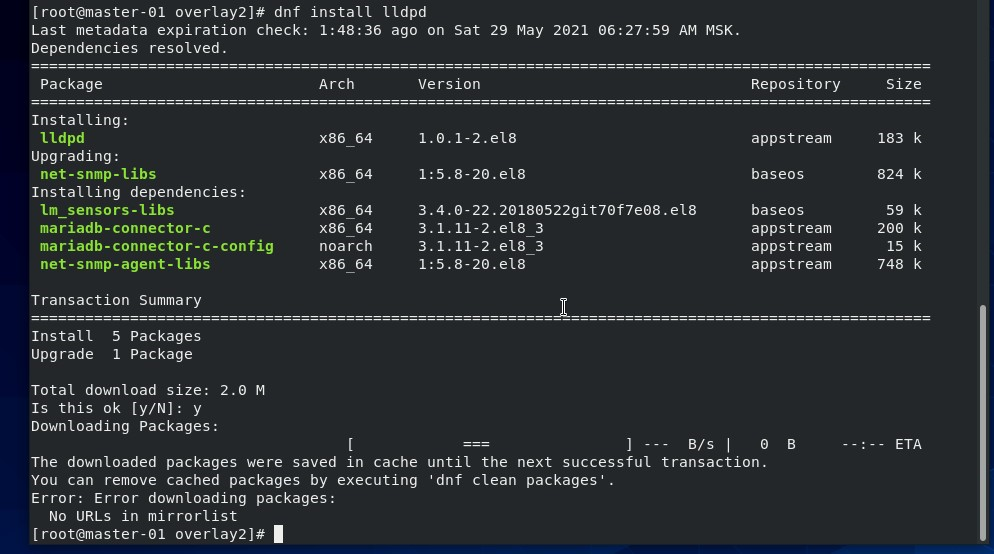 [root@master-01 overlay2]# dnf install lldpd
Last metadata expiration check: 1:48:36 ago on Sat 29 May 2021 06:27:59 AM MSK.
Dependencies resolved.
====================================================================================================
Package Arch Version Repository Size
====================================================================================================
Installing:
lldpd x86_64 1.0.1-2.el8 appstream 183 k
Upgrading:
net-snmp-libs x86_64 1:5.8-20.el8 baseos 824 k
Installing dependencies:
lm_sensors-libs x86_64 3.4.0-22.20180522git70f7e08.el8 baseos 59 k
mariadb-connector-c x86_64 3.1.11-2.el8_3 appstream 200 k
mariadb-connector-c-config noarch 3.1.11-2.el8_3 appstream 15 k
net-snmp-agent-libs x86_64 1:5.8-20.el8 appstream 748 k
Transaction Summary
====================================================================================================
Install 5 Packages
Upgrade 1 Package
Total download size: 2.0 M
Is this ok [y/N]: y
Downloading Packages:
[ === ] --- B/s | 0 B --:-- ETA
The downloaded packages were saved in cache until the next successful transaction.
You can remove cached packages by executing 'dnf clean packages'.
Error: Error downloading packages:
No URLs in mirrorlist
[root@master-01 overlay2]#